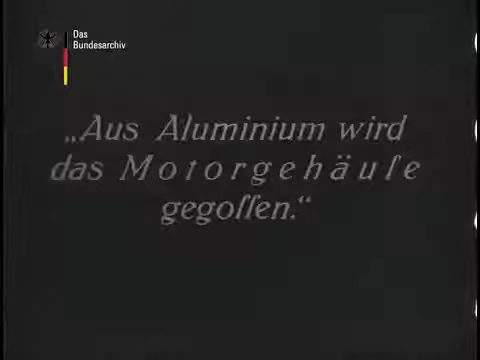 Das
Bundesarchiv
„Aus Aluminium wird
das Motorgehäuſe
gegoſſen.“